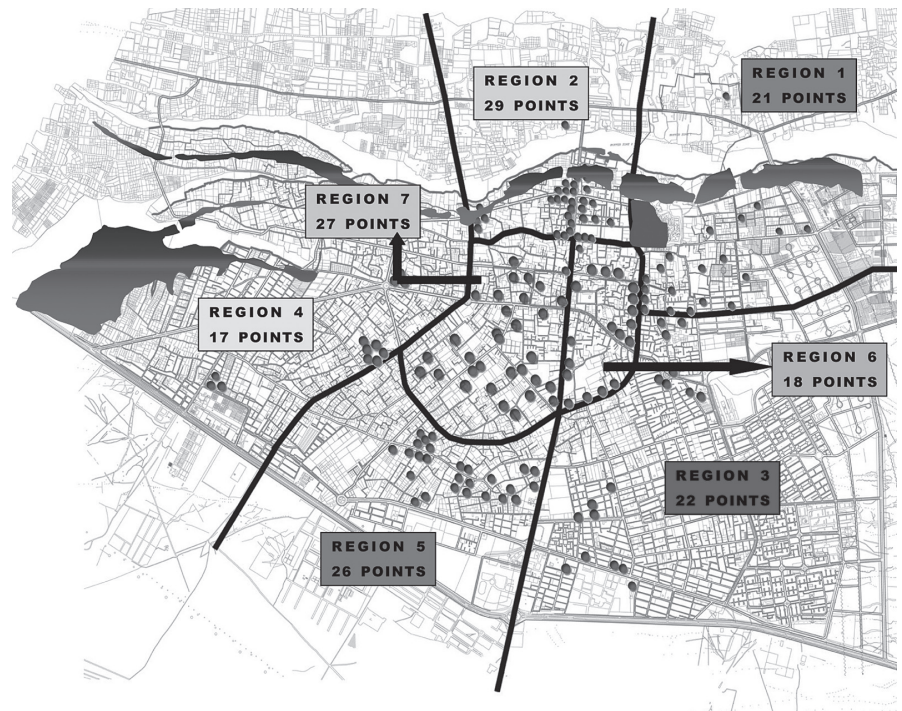 REGION 2
29 POINTS
REGION 1
21 POINTS
REGION 7
27 POINTS
REGION 4
17 POINTS
REGION 6
18 POINTS
REGION 3
22 POINTS
REGION 5
26 POINTS